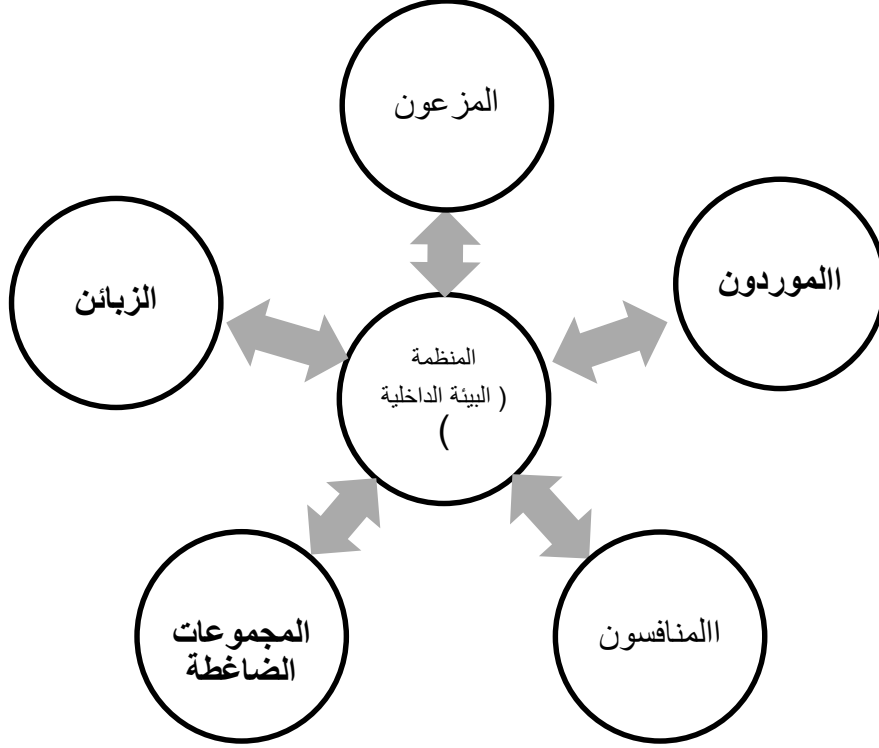 المزعون
االموردون
الزبائن
المنظمة
( البيئة الداخلية
)
المجموعات
الضاغطة
االمنافسون